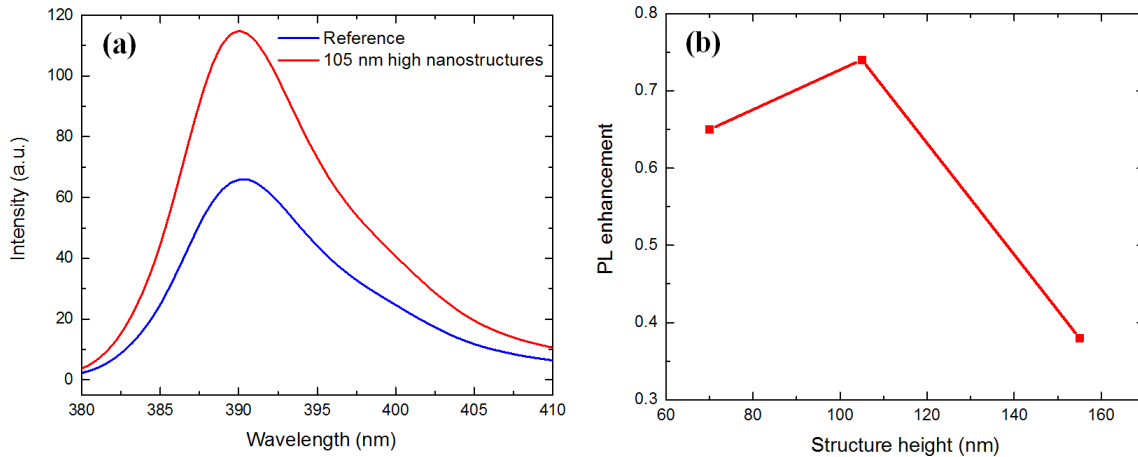 (a)
Reference
105 nm high nanostructures
Intensity (a.u.)
120
100
80
60
40
20
0
380 385 390 395 400 405 410
Wavelength (nm)
(b)
PL enhancement
0.8
0.7
0.6
0.5
0.4
0.3
60 80 100 120 140 160
Structure height (nm)